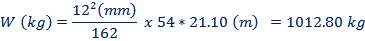 W (kg) = 12²(mm) / 162 x 54 * 21.10 (m) = 1012.80 kg